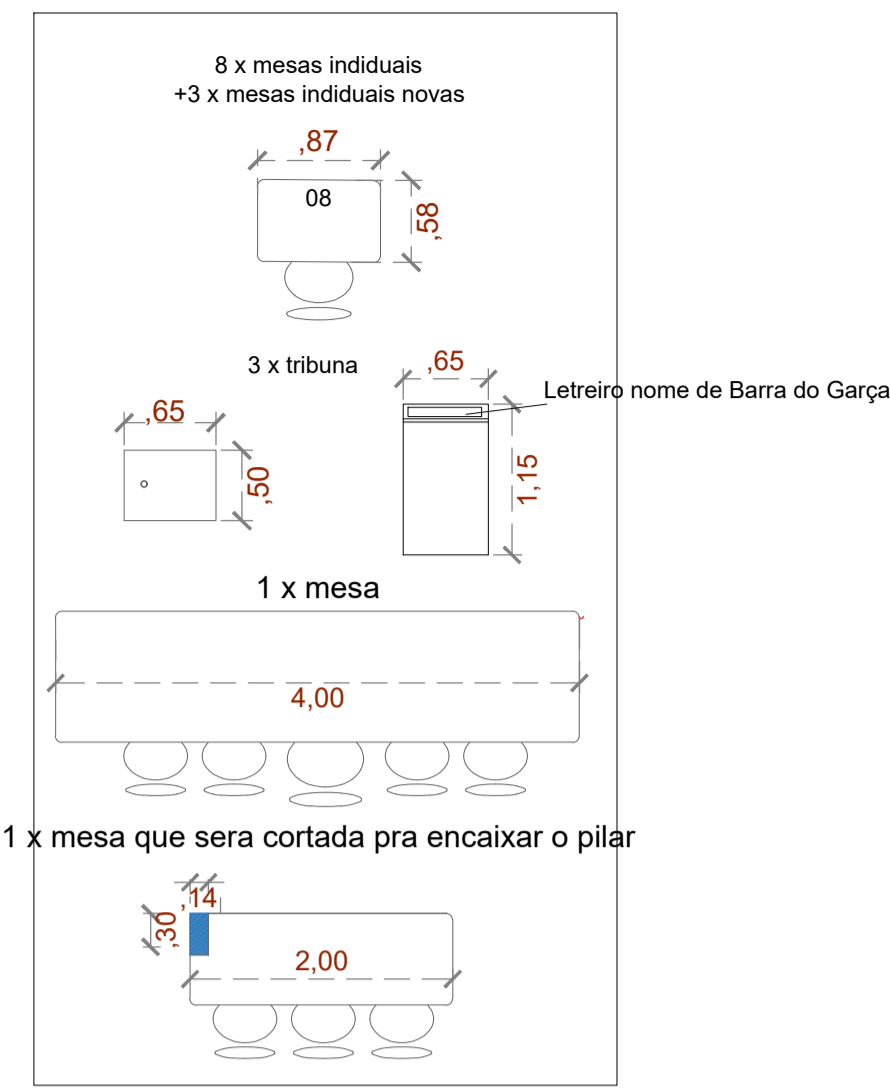 8 x mesas indiduais
+3 x mesas indiduais novas
,87
08
,58
3 x tribuna
,65
Letreiro nome de Barra do Garça
,65
,50
1,15
1 x mesa
4,00
1 x mesa que sera cortada pra encaixar o pilar
,14
,30
2,00